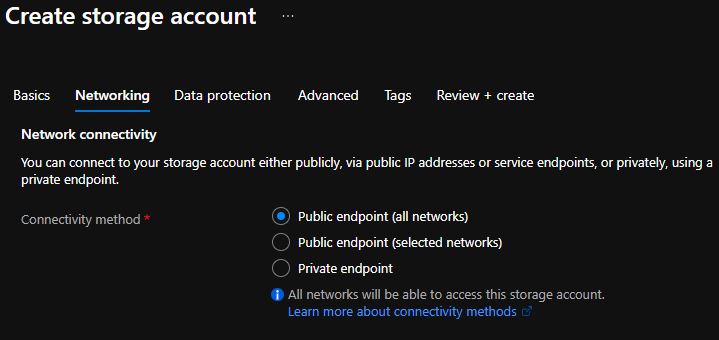 Create storage account ...
Basics Networking Data protection Advanced Tags Review + create
Network connectivity
You can connect to your storage account either publicly, via public IP addresses or service endpoints, or privately, using a
private endpoint.
Connectivity method *
Public endpoint (all networks)
Public endpoint (selected networks)
Private endpoint
All networks will be able to access this storage account.
Learn more about connectivity methods